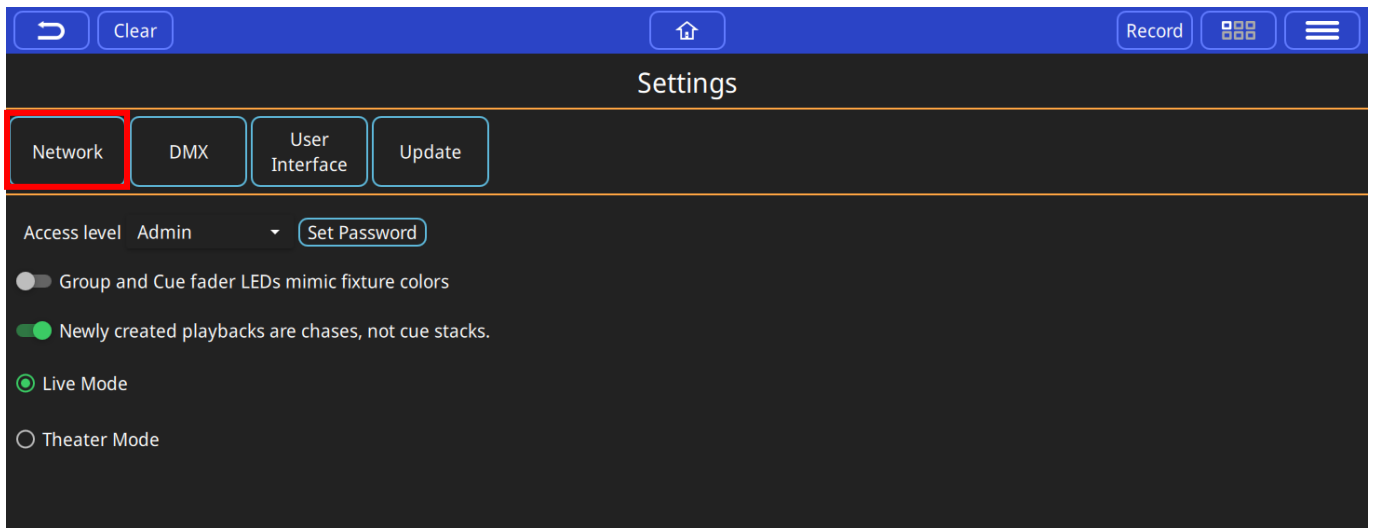 Clear
Record
Settings
Network
DMX
User
Interface
Update
Access level Admin Set Password
Group and Cue fader LEDs mimic fixture colors
Newly created playbacks are chases, not cue stacks.
Live Mode
Theater Mode